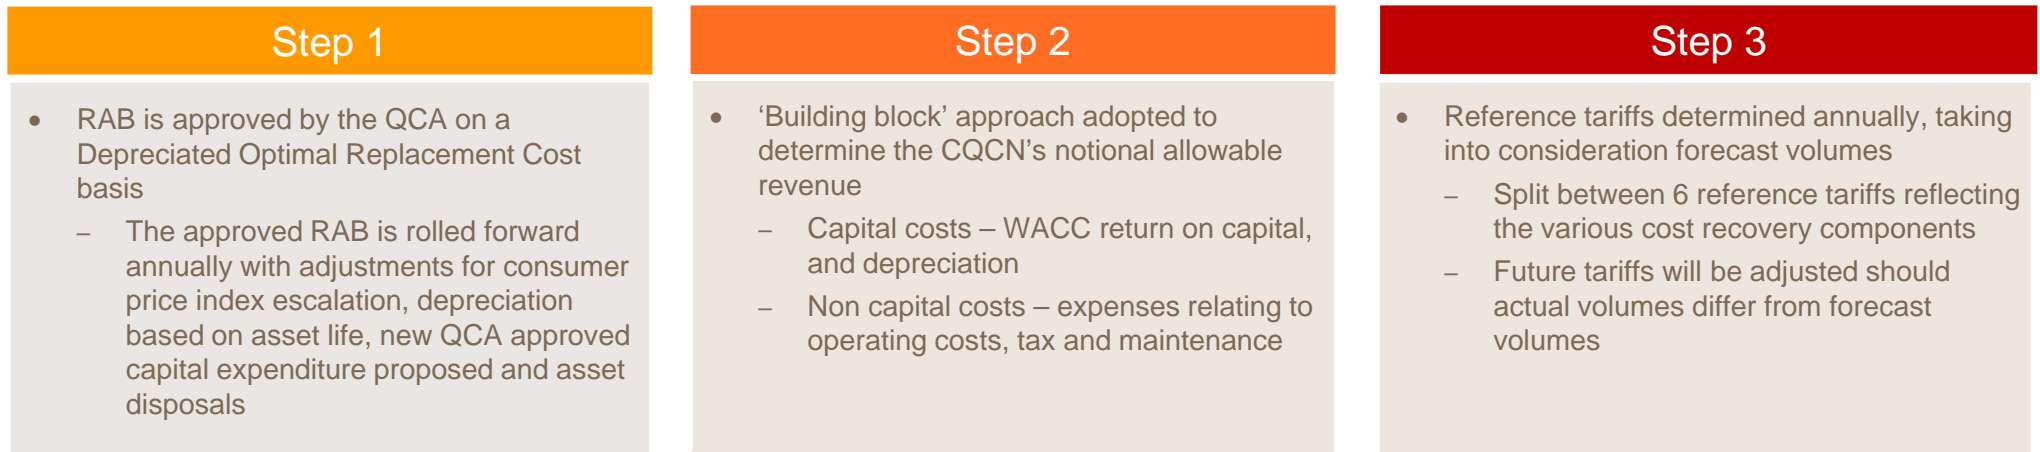 Step 1
• RAB is approved by the QCA on a
Depreciated Optimal Replacement Cost
basis
– The approved RAB is rolled forward
annually with adjustments for consumer
price index escalation, depreciation
based on asset life, new QCA approved
capital expenditure proposed and asset
disposals
Step 2
• ‘Building block’ approach adopted to
determine the CQCN’s notional allowable
revenue
– Capital costs – WACC return on capital,
and depreciation
– Non capital costs – expenses relating to
operating costs, tax and maintenance
Step 3
• Reference tariffs determined annually, taking
into consideration forecast volumes
– Split between 6 reference tariffs reflecting
the various cost recovery components
– Future tariffs will be adjusted should
actual volumes differ from forecast
volumes